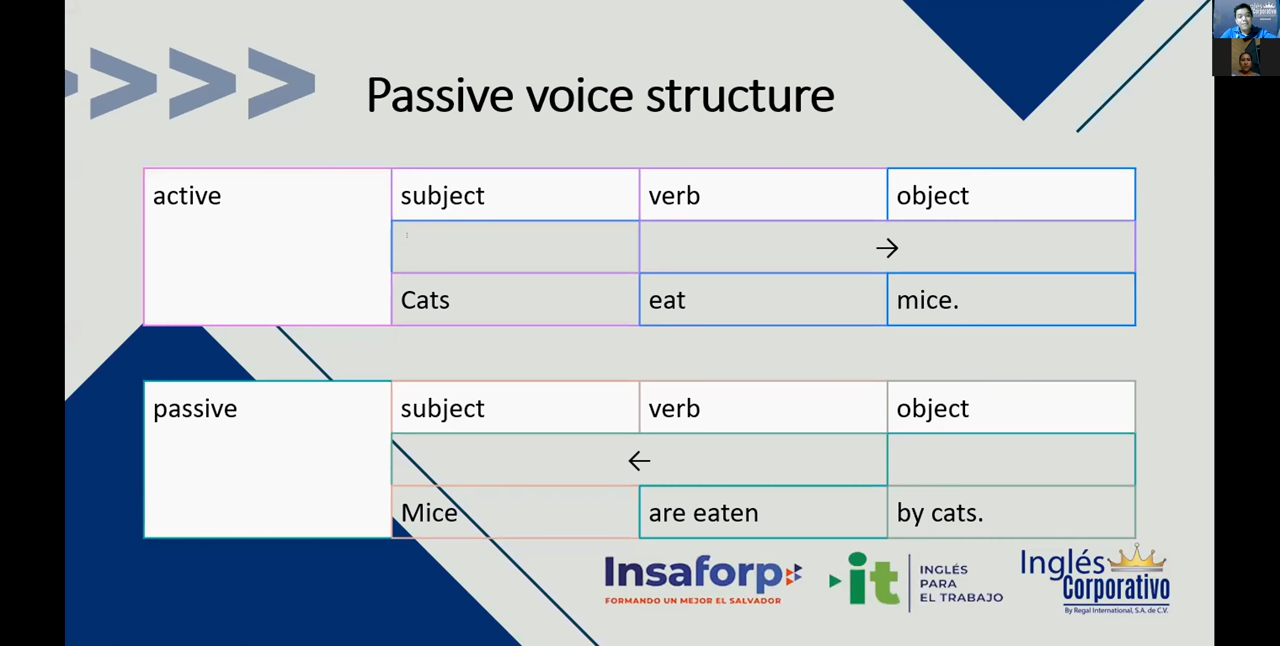 Passive voice structure
active
subject
verb
object
→
Cats
eat
mice.
passive
subject
verb
object
←
Mice
are eaten
by cats.
Insaforp
FORMANDO UN MEJOR EL SALVADOR
it
INGLÉS
PARA
EL TRABAJO
Inglés
Corporativo
By Regal International, S.A. de C.V.